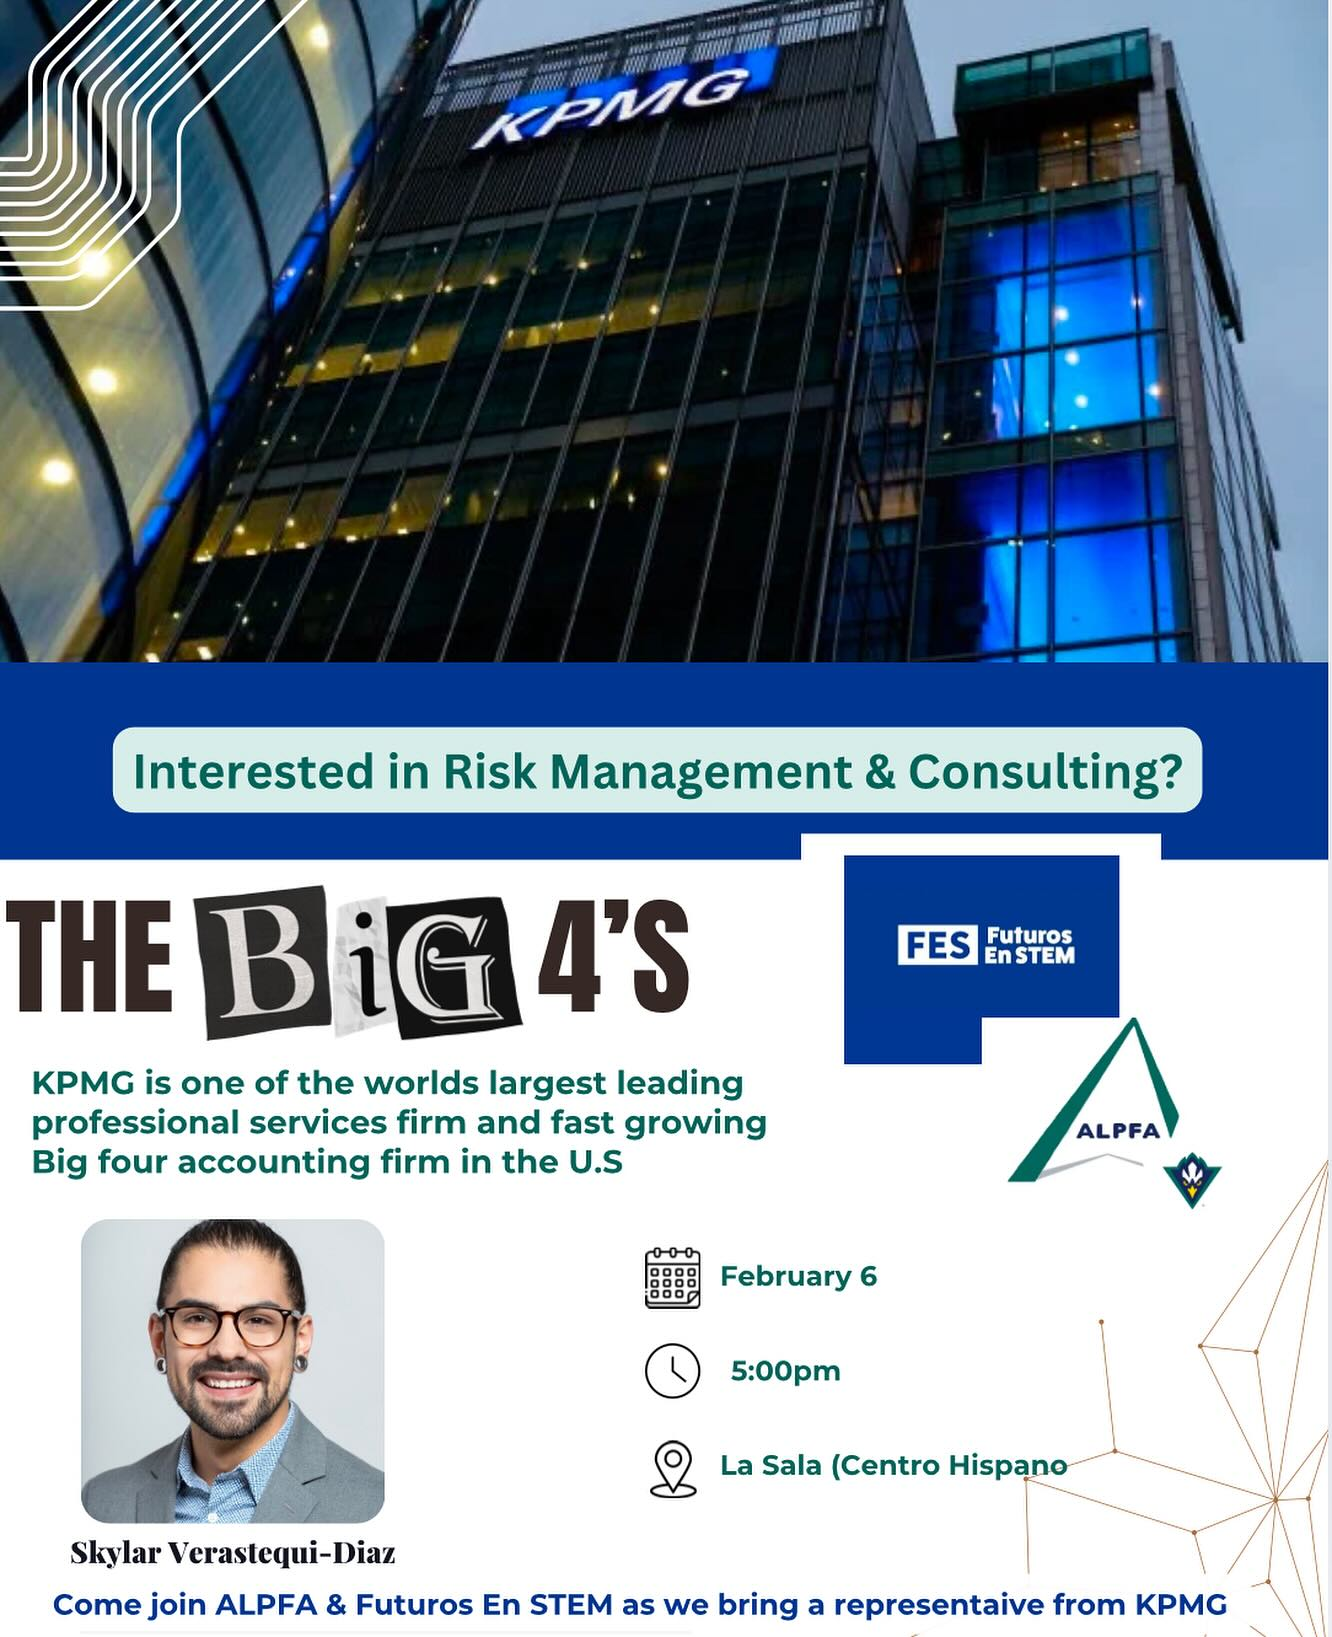 KPMG
Interested in Risk Management & Consulting?
THE BiG 4'S
FES Futuros
En STEM
KPMG is one of the worlds largest leading
professional services firm and fast growing
Big four accounting firm in the U.S
ALPFA
February 6
5:00pm
La Sala (Centro Hispano
Skylar Verastequi-Diaz
Come join ALPFA & Futuros En STEM as we bring a representaive from KPMG